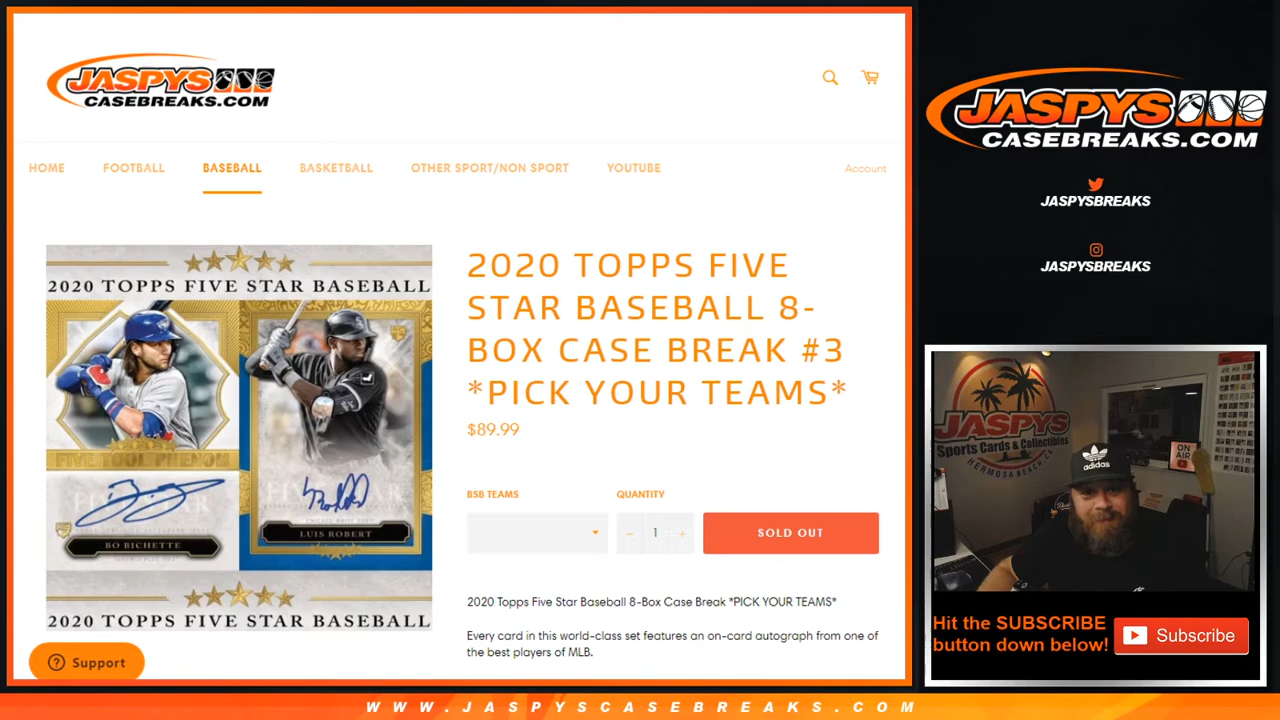 JASPYS
CASEBREAKS.COM
HOME
FOOTBALL
BASEBALL
BASKETBALL
OTHER SPORT/NON SPORT
YOUTUBE
Account
2020 TOPPS FIVE STAR BASEBALL
FIVE TOOL PHENOM
BO BICHETTE
LUIS ROBERT
2020 TOPPS FIVE STAR BASEBALL
2020 TOPPS FIVE
STAR BASEBALL 8-
BOX CASE BREAK #3
*PICK YOUR TEAMS*
$89.99
BSB TEAMS
QUANTITY
1
SOLD OUT
2020 Topps Five Star Baseball 8-Box Case Break *PICK YOUR TEAMS*
Every card in this world-class set features an on-card autograph from one of
the best players of MLB.
Support
JASPYS
CASEBREAKS.COM
JASPYSBREAKS
JASPYSBREAKS
JASPYS
Sports Cards & Collectibles
HERMOSA BEACH, CA
ON
AIR
adidas
Hit the SUBSCRIBE
button down below!
Subscribe
WWW.JASPYSCASEBREAKS.COM